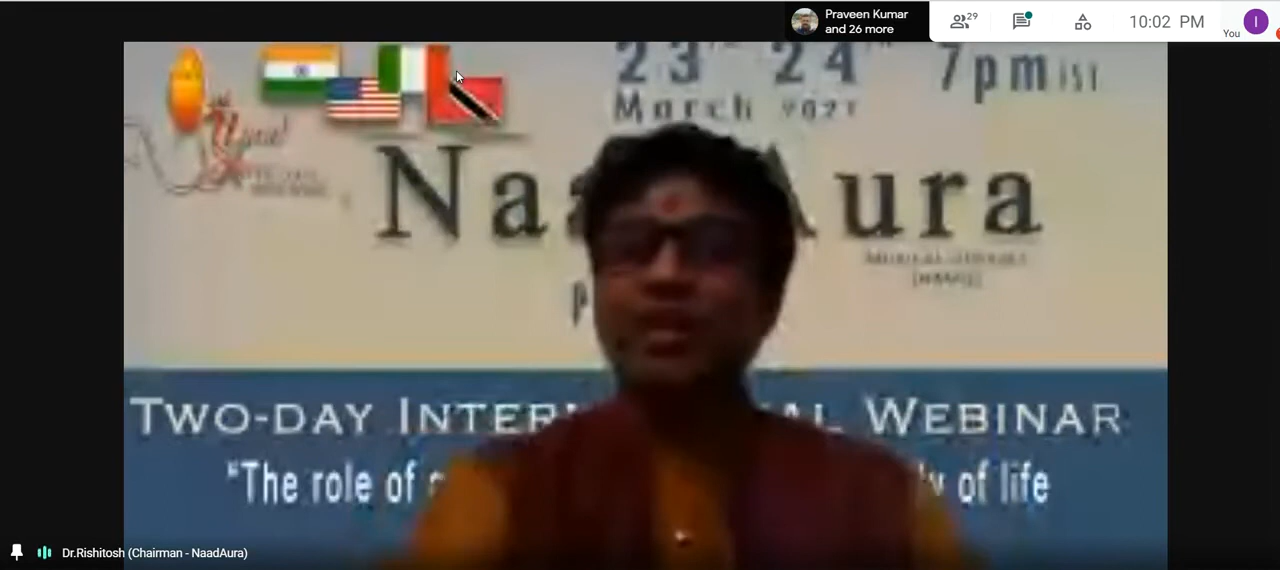 Praveen Kumar
and 26 more
29
10:02 PM
You
I
23 24 7pm IST
March 2021
Naa Aura
Two-day Inter al Webinar
"The role of of life
Dr.Rishitosh (Chairman - NaadAura)